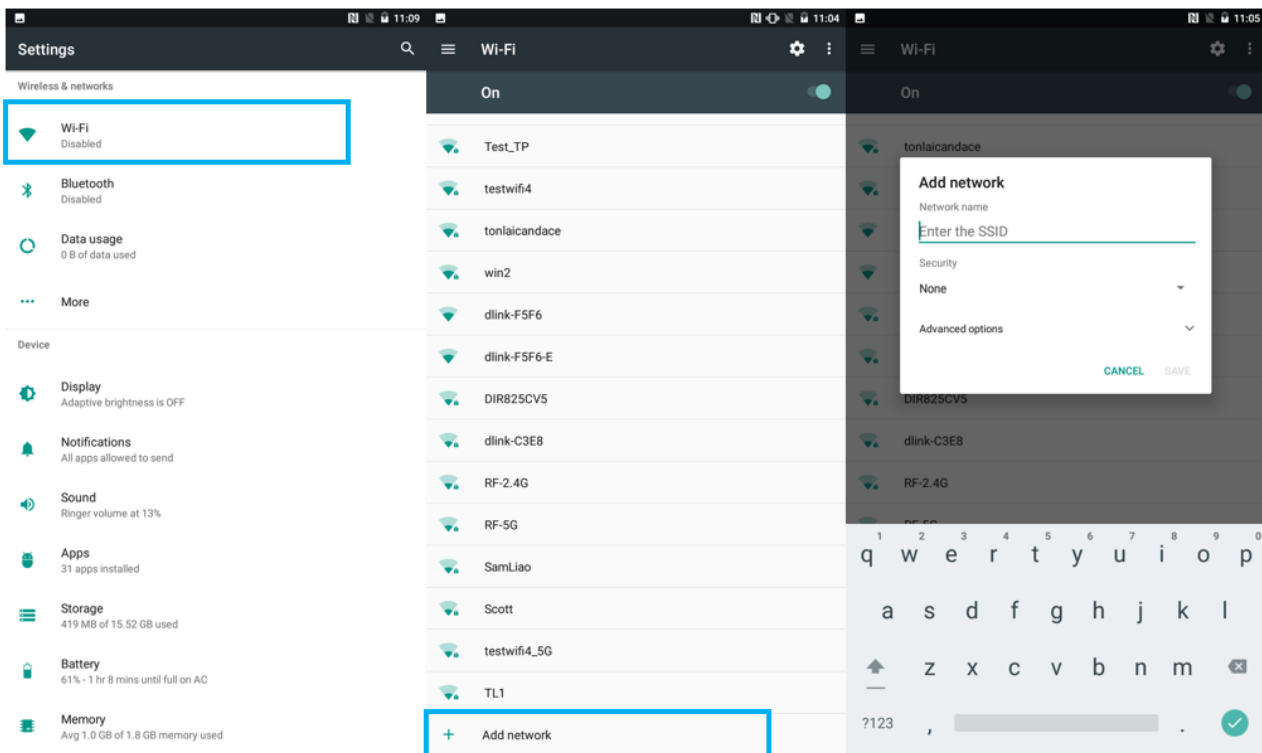 11:09
Settings
Wireless & networks
Wi-Fi
Disabled
Bluetooth
Disabled
Data usage
0 B of data used
More
Device
Display
Adaptive brightness is OFF
Notifications
All apps allowed to send
Sound
Ringer volume at 13%
Apps
31 apps installed
Storage
419 MB of 15.52 GB used
Battery
61% - 1 hr 8 mins until full on AC
Memory
Avg 1.0 GB of 1.8 GB memory used
11:04
Wi-Fi
On
Test_TP
testwifi4
tonlaicandace
win2
dlink-F5F6
dlink-F5F6-E
DIR825CV5
dlink-C3E8
RF-2.4G
RF-5G
SamLiao
Scott
testwifi4_5G
TL1
+ Add network
11:05
Wi-Fi
On
tonlaicandace
Add network
Network name
Enter the SSID
Security
None
Advanced options
CANCEL SAVE
DIR825CV5
dlink-C3E8
RF-2.4G
RF-5G
1 2 3 4 5 6 7 8 9 0
q w e r t y u i o p
a s d f g h j k l
z x c v b n m
?123 , .